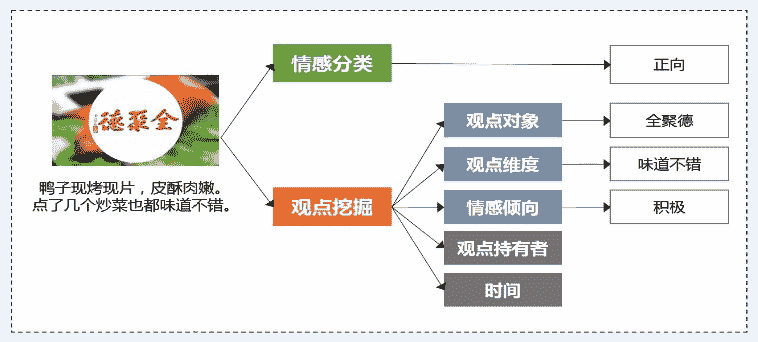 情感分类
正向
德聚全
鸭子现烤现片，皮酥肉嫩。
点了几个炒菜也都味道不错。
观点挖掘
观点对象
全聚德
观点维度
味道不错
情感倾向
积极
观点持有者
时间